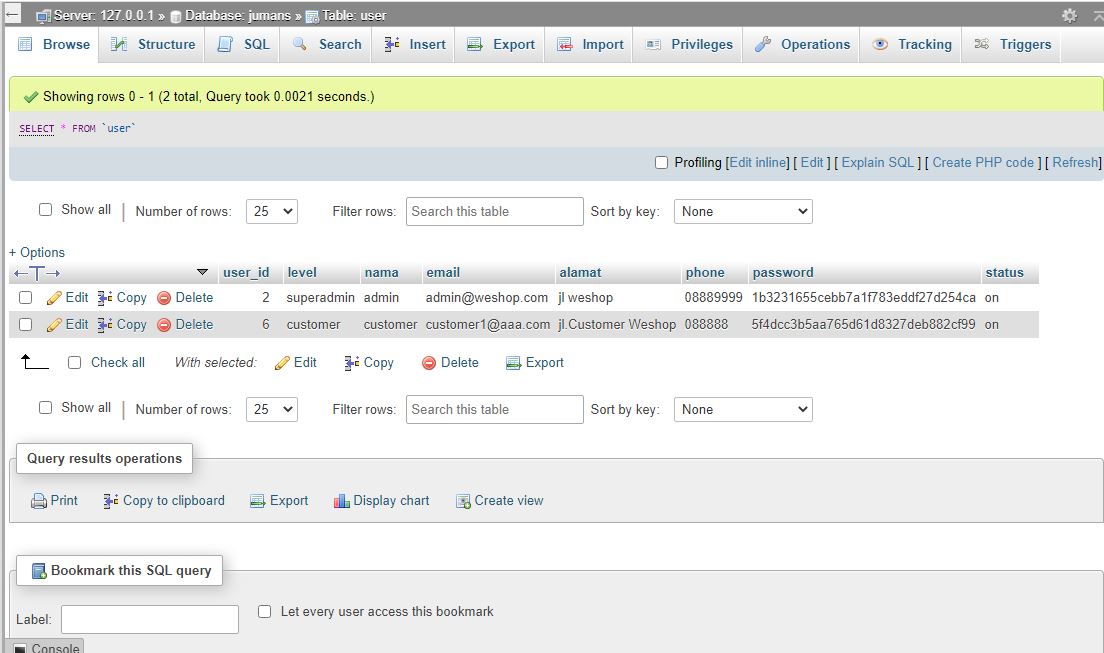 Server: 127.0.0.1 » Database: jumans » Table: user
Browse Structure SQL Search Insert Export Import Privileges Operations Tracking Triggers
Showing rows 0 - 1 (2 total, Query took 0.0021 seconds.)
SELECT * FROM `user`
Profiling [Edit inline] [ Edit ] [ Explain SQL ] [ Create PHP code ] [ Refresh]
Show all | Number of rows: 25 Filter rows: Search this table Sort by key: None
+ Options
←T→ user_id level nama email alamat phone password status
Edit Copy Delete 2 superadmin admin admin@weshop.com jl weshop 08889999 1b3231655cebb7a1f783eddf27d254ca on
Edit Copy Delete 6 customer customer customer1@aaa.com jl.Customer Weshop 088888 5f4dcc3b5aa765d61d8327deb882cf99 on
Check all With selected: Edit Copy Delete Export
Show all | Number of rows: 25 Filter rows: Search this table Sort by key: None
Query results operations
Print Copy to clipboard Export Display chart Create view
Bookmark this SQL query
Label: Let every user access this bookmark
Console